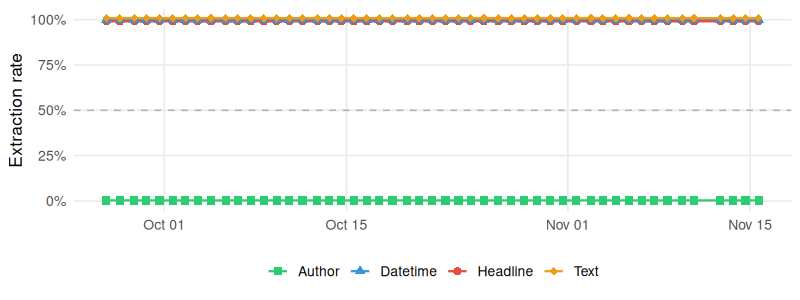 Extraction rate
100%
75%
50%
25%
0%
Oct 01 Oct 15 Nov 01 Nov 15
Author Datetime Headline Text